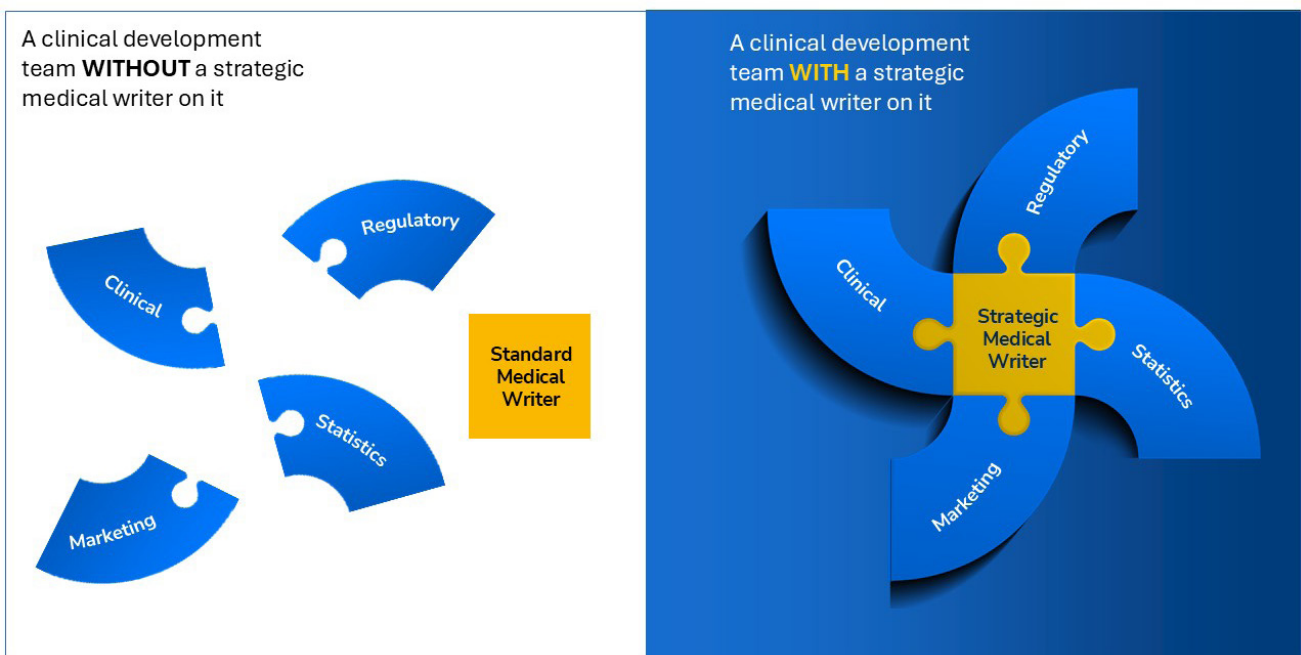 A clinical development
team WITHOUT a strategic
medical writer on it
Clinical
Regulatory
Statistics
Marketing
Standard
Medical
Writer
A clinical development
team WITH a strategic
medical writer on it
Regulatory
Clinical
Strategic
Medical
Writer
Statistics
Marketing